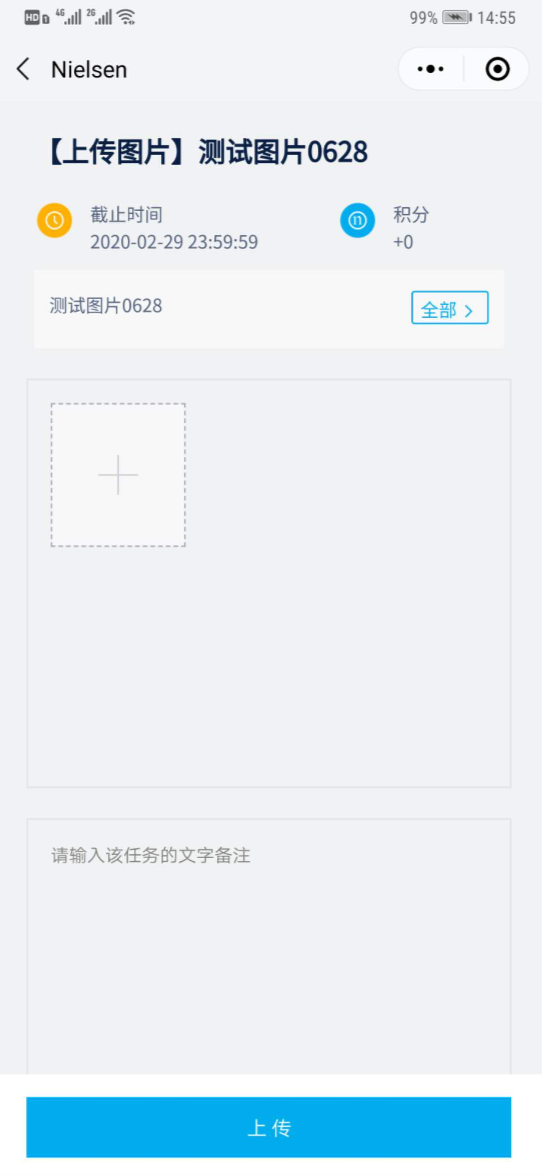 HD 1 4G 2G 99% 14:55
Nielsen
【上传图片】测试图片0628
截止时间
2020-02-29 23:59:59
n
积分
+0
测试图片0628
全部 >
请输入该任务的文字备注
上传